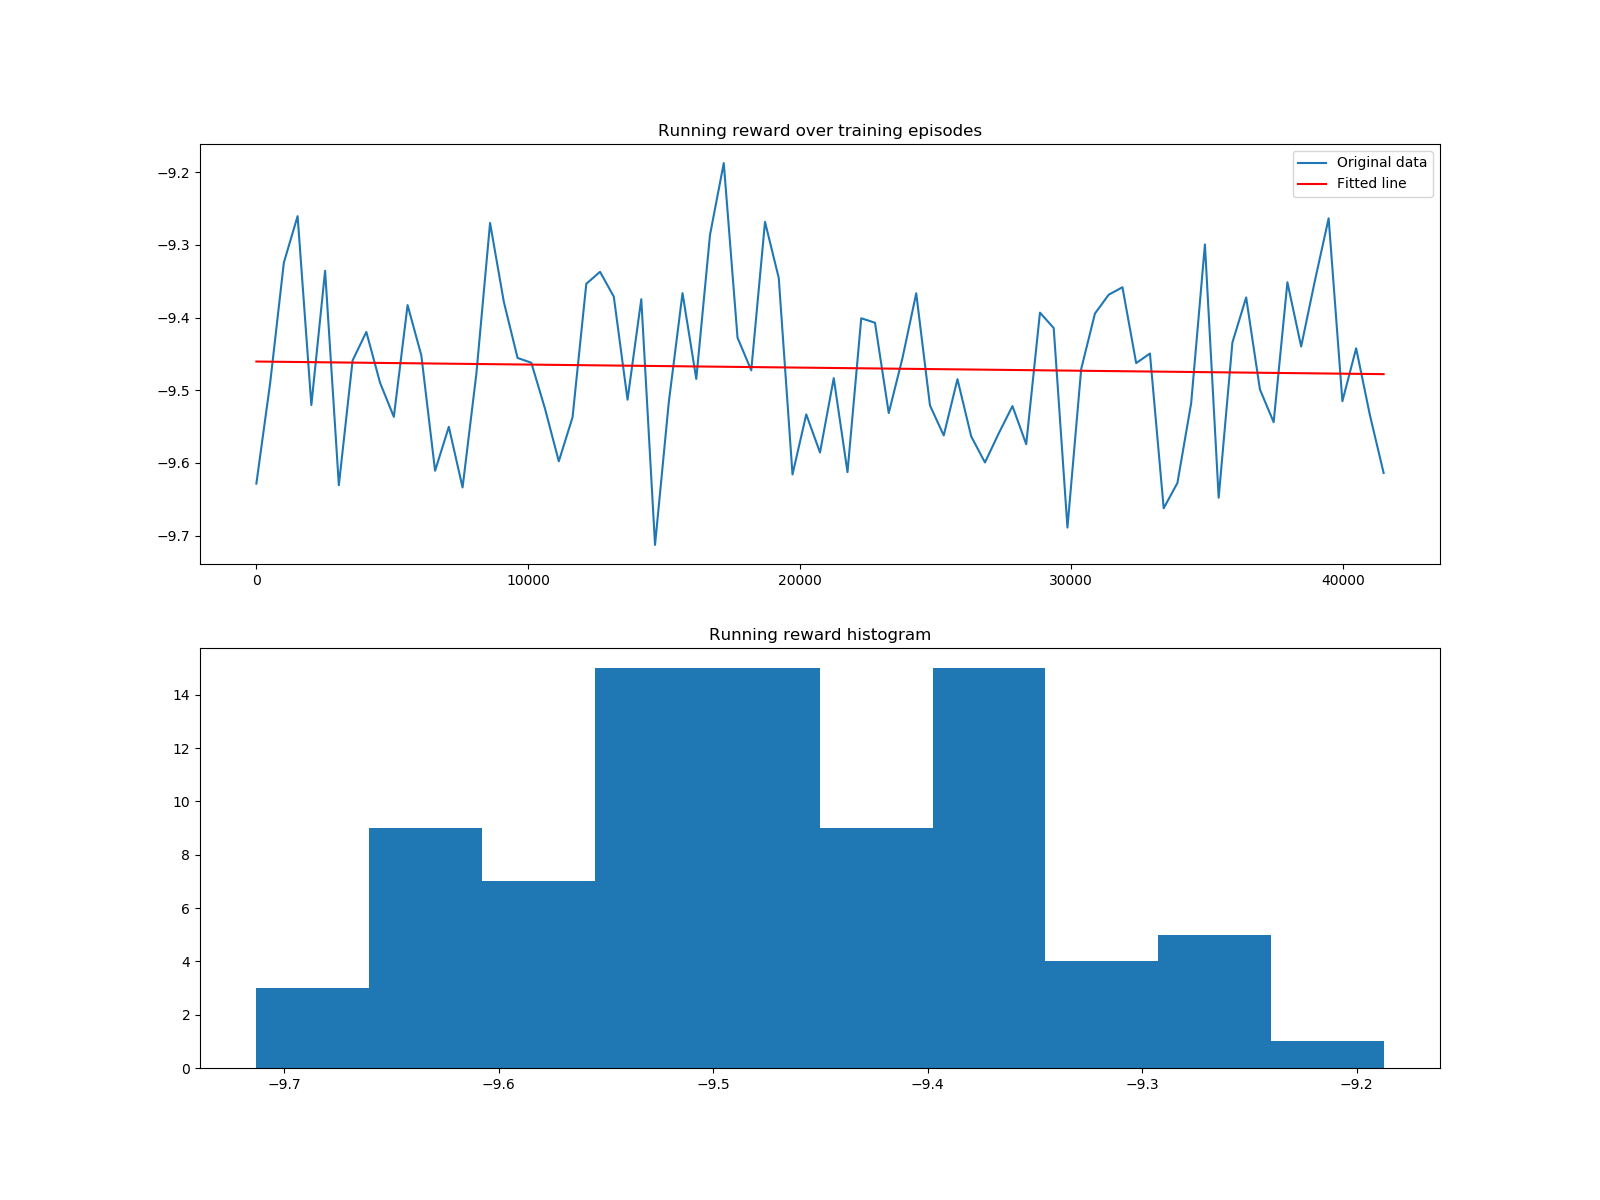 Running reward over training episodes
Original data
Fitted line
−9.2
−9.3
−9.4
−9.5
−9.6
−9.7
0 10000 20000 30000 40000
Running reward histogram
14
12
10
8
6
4
2
0
−9.7 −9.6 −9.5 −9.4 −9.3 −9.2